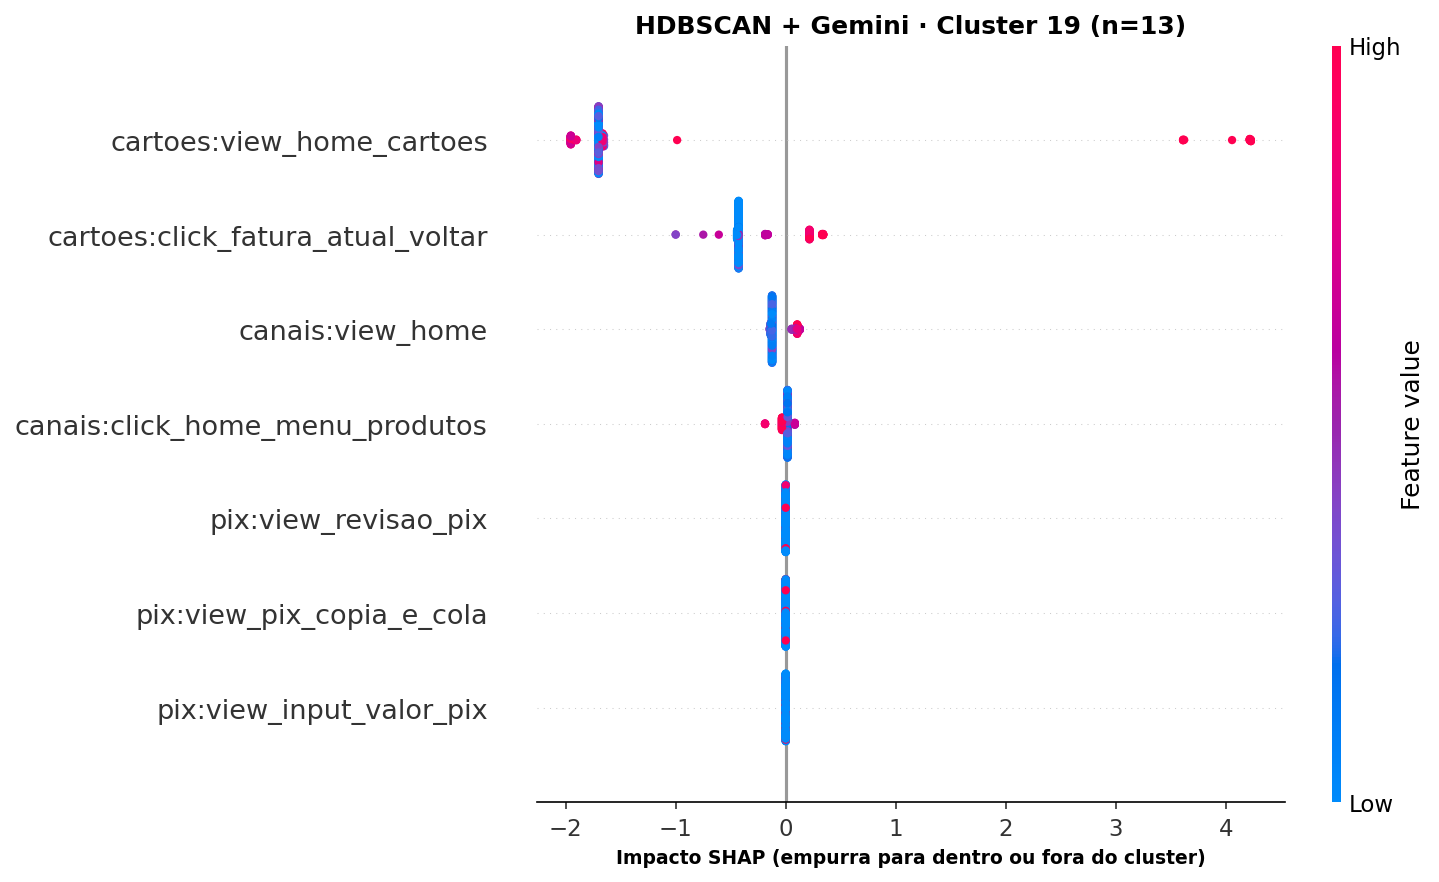 HDBSCAN + Gemini · Cluster 19 (n=13)
High
cartoes:view_home_cartoes
cartoes:click_fatura_atual_voltar
canais:view_home
canais:click_home_menu_produtos
pix:view_revisao_pix
pix:view_pix_copia_e_cola
pix:view_input_valor_pix
Feature value
Low
−2 −1 0 1 2 3 4
Impacto SHAP (empurra para dentro ou fora do cluster)